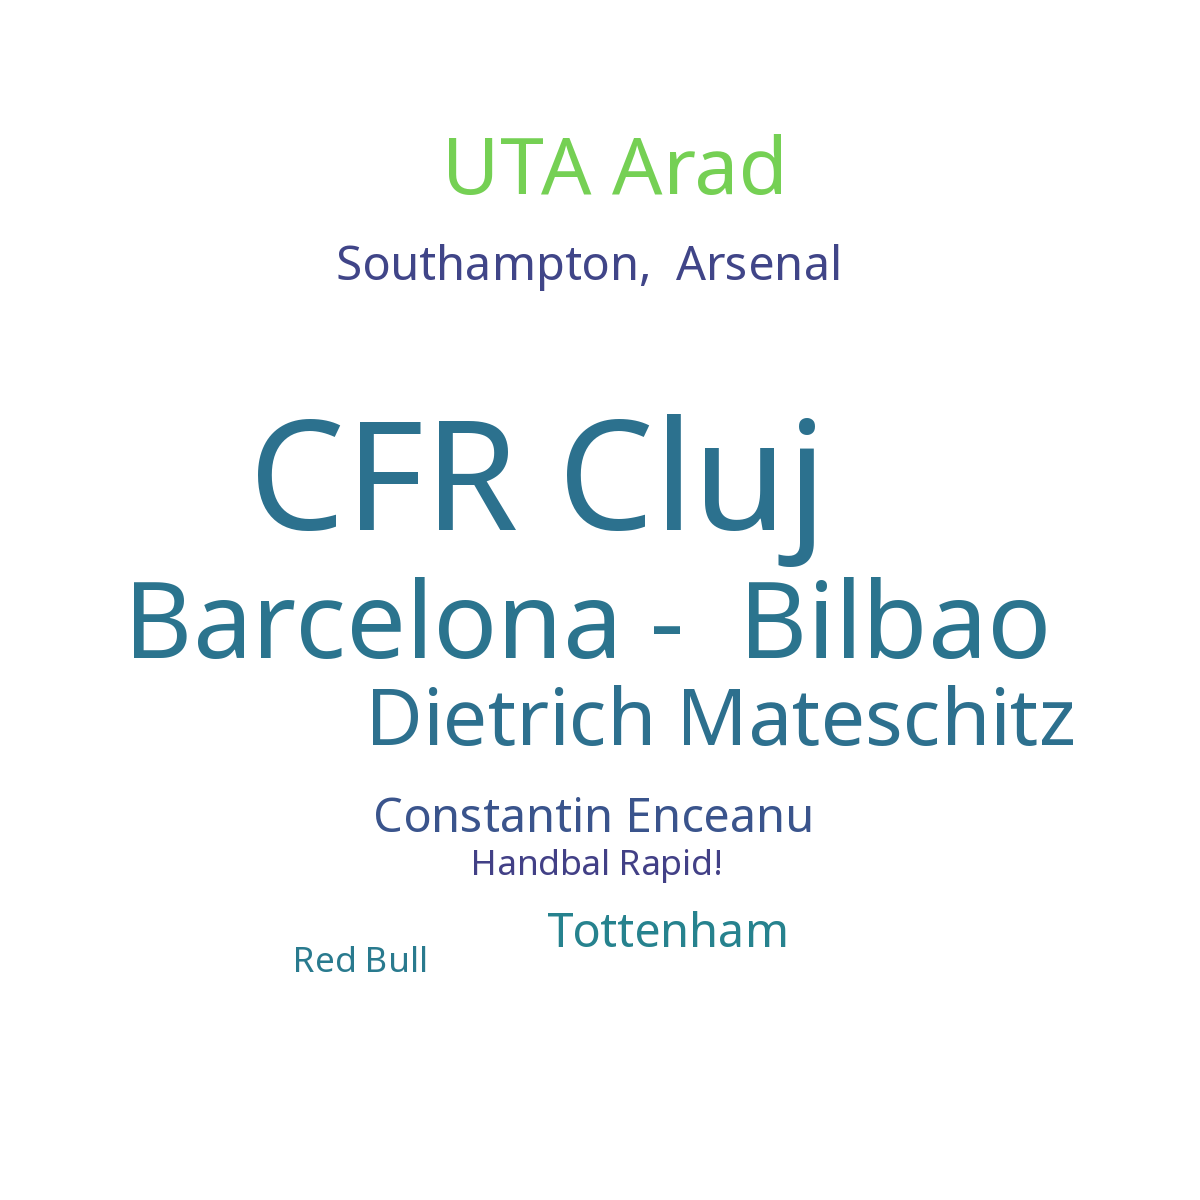 UTA Arad
Southampton,  Arsenal
CFR Cluj
Barcelona -  Bilbao
Dietrich Mateschitz
Constantin Enceanu
Handbal Rapid!
Tottenham
Red Bull